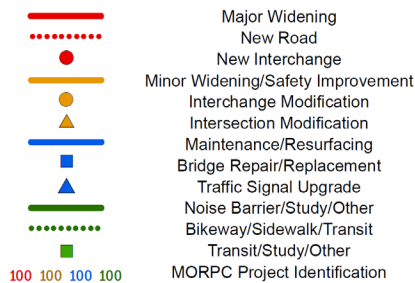 Major Widening
New Road
New Interchange
Minor Widening/Safety Improvement
Interchange Modification
Intersection Modification
Maintenance/Resurfacing
Bridge Repair/Replacement
Traffic Signal Upgrade
Noise Barrier/Study/Other
Bikeway/Sidewalk/Transit
Transit/Study/Other
100 100 100 100 MORPC Project Identification